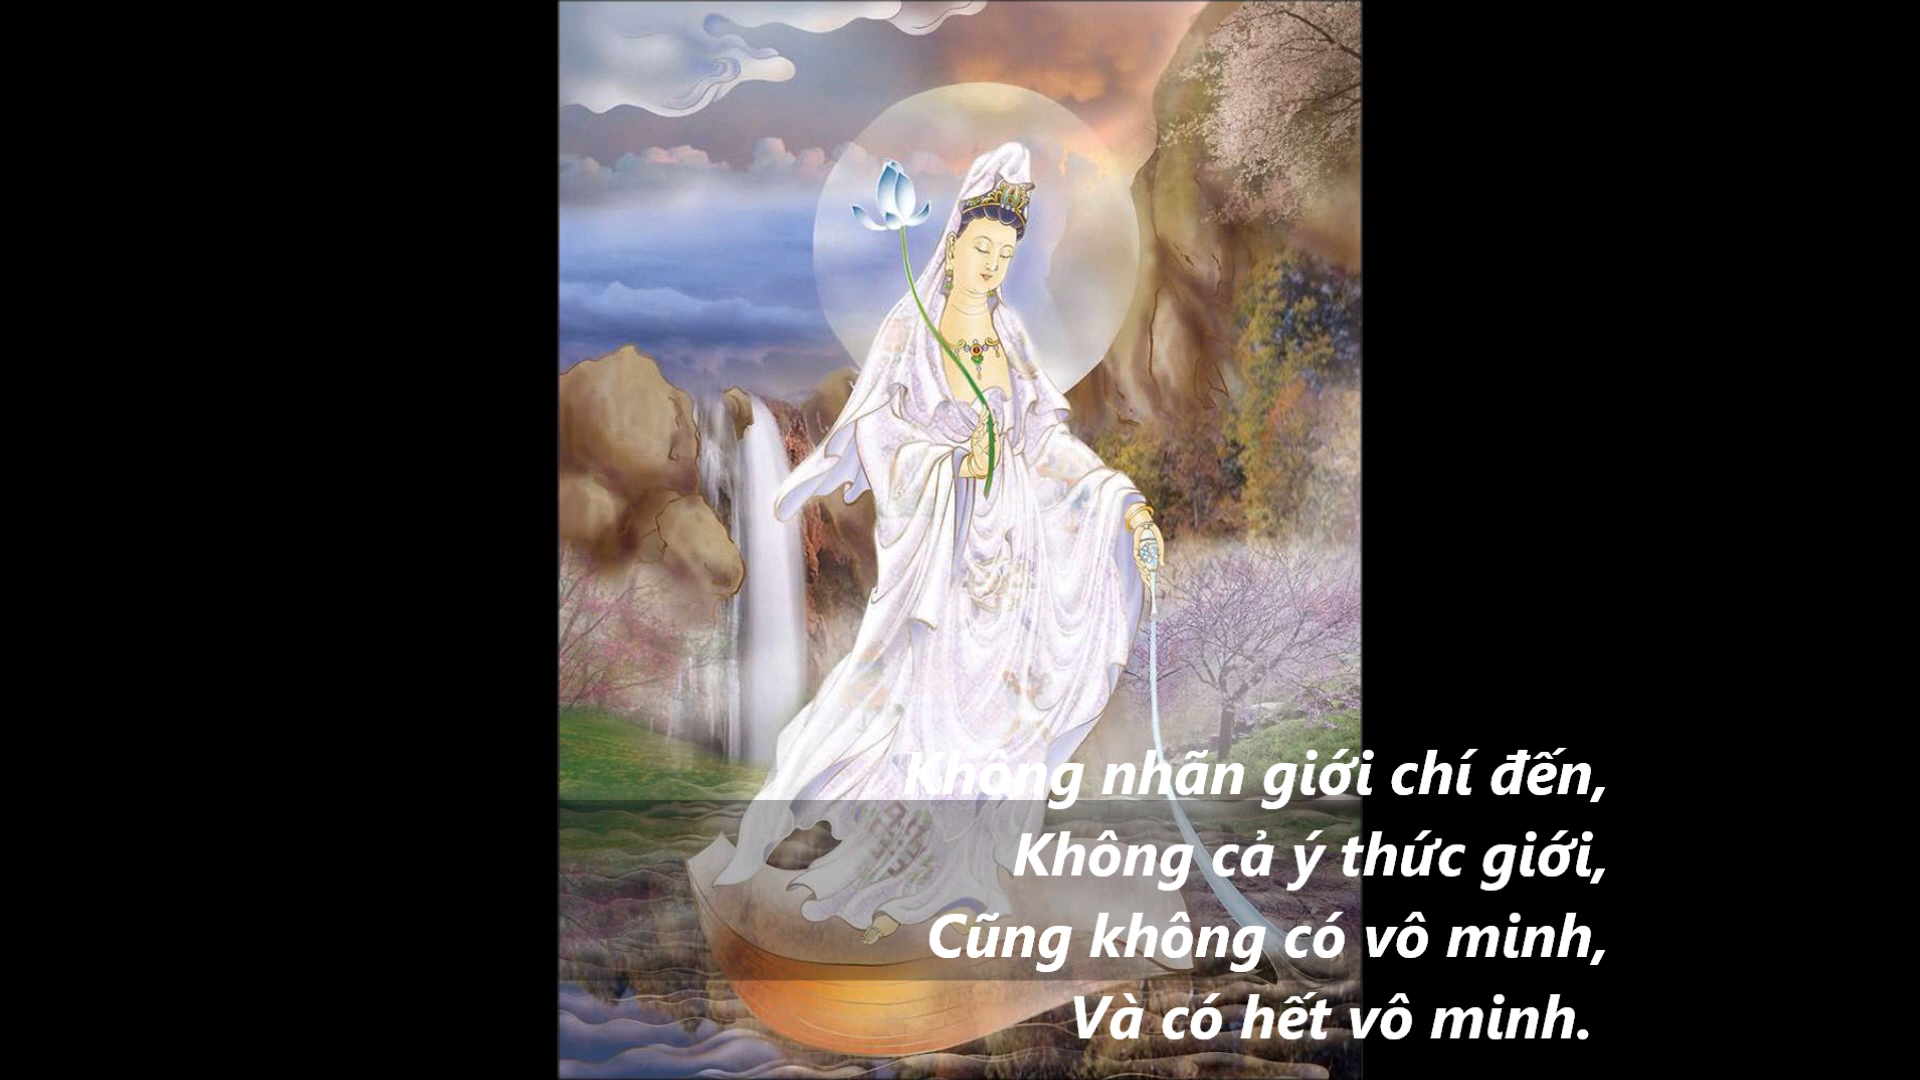 Không nhãn giới chí đến,
Không cả ý thức giới,
Cũng không có vô minh,
Và có hết vô minh.